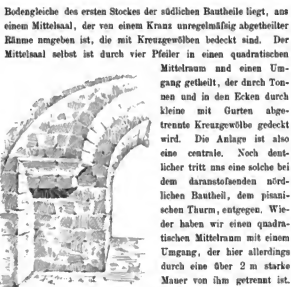 Bodengleiche des ersten Stockes der südlichen Bautheile liegt, aus
einem Mittelsaal, der von einem Kranz unregelmäßig abgetheilter
Räume umgeben ist, die mit Kreuzgewölben bedeckt sind. Der
Mittelsaal selbst ist durch vier Pfeiler in einen quadratischen
Mittelraum und einen Um-
gang getheilt, der durch Ton-
nen und in den Ecken durch
kleine mit Gurten abge-
trennte Kreuzgewölbe gedeckt
wird. Die Anlage ist also
eine centrale. Noch deut-
licher tritt uns eine solche bei
dem daranstoßenden nörd-
lichen Bautheil, dem pisani-
schen Thurm, entgegen. Wie-
der haben wir einen quadra-
tischen Mittelraum mit einem
Umgang, der hier allerdings
durch eine über 2 m starke
Mauer von ihm getrennt ist.